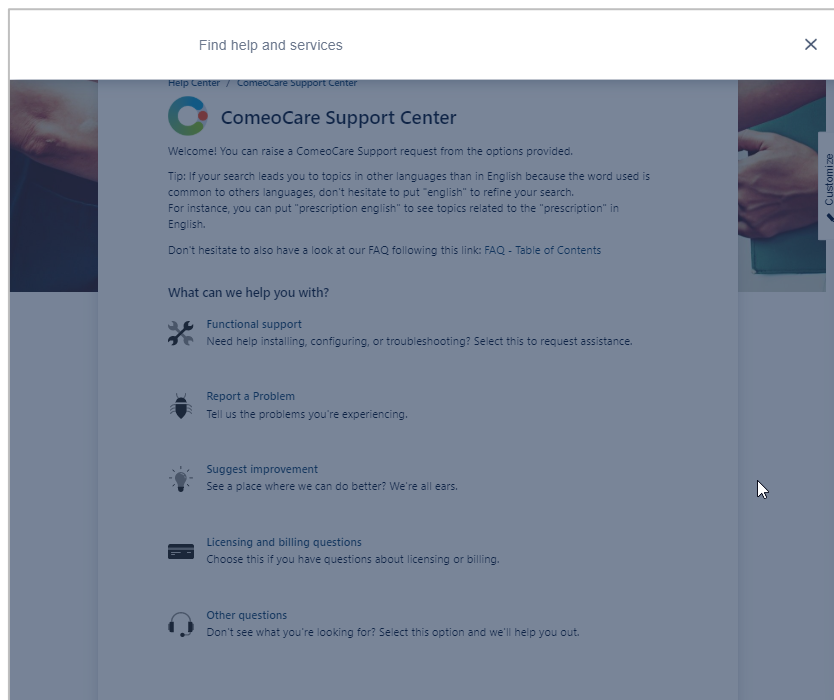 Find help and services
Help Center / ComeoCare Support Center
ComeoCare Support Center
Welcome! You can raise a ComeoCare Support request from the options provided.
Tip: If your search leads you to topics in other languages than in English because the word used is
common to others languages, don't hesitate to put "english" to refine your search.
For instance, you can put "prescription english" to see topics related to the "prescription" in
English.
Don't hesitate to also have a look at our FAQ following this link: FAQ - Table of Contents
What can we help you with?
Functional support
Need help installing, configuring, or troubleshooting? Select this to request assistance.
Report a Problem
Tell us the problems you're experiencing.
Suggest improvement
See a place where we can do better? We're all ears.
Licensing and billing questions
Choose this if you have questions about licensing or billing.
Other questions
Don't see what you're looking for? Select this option and we'll help you out.
Customize